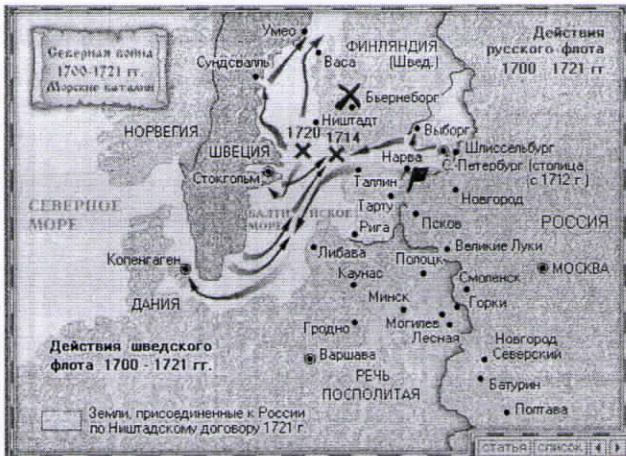 Северная война
1700-1721 гг.
Морские баталии
Действия
русского флота
1700 1721 гг
Умео
Васа
ФИНЛЯНДИЯ
(Швед.)
Сундсвалль
Бьернеборг
НОРВЕГИЯ
Ништадт
1720
1714
Выборг
Шлиссельбург
ШВЕЦИЯ
Нарва
С. Петербург (столица
с 1712 г)
Стокгольм
Таллин
Новгород
Тарту
СЕВЕРНОЕ
МОРЕ
БАЛТИЙСКОЕ
МОРЕ
Псков
РОССИЯ
Рига
Великие Луки
Копенгаген
Либава
Полоцк
Каунас
Смоленск
МОСКВА
ДАНИЯ
Минск
Горки
Могилев
Лесная
Гродно
Действия шведского
флота 1700 - 1721 гг.
Варшава
Новгород
Северский
РЕЧЬ
ПОСПОЛИТАЯ
Батурин
Полтава
Земли, присоединенные к России
по Ништадскому договору 1721 г.
статья
список